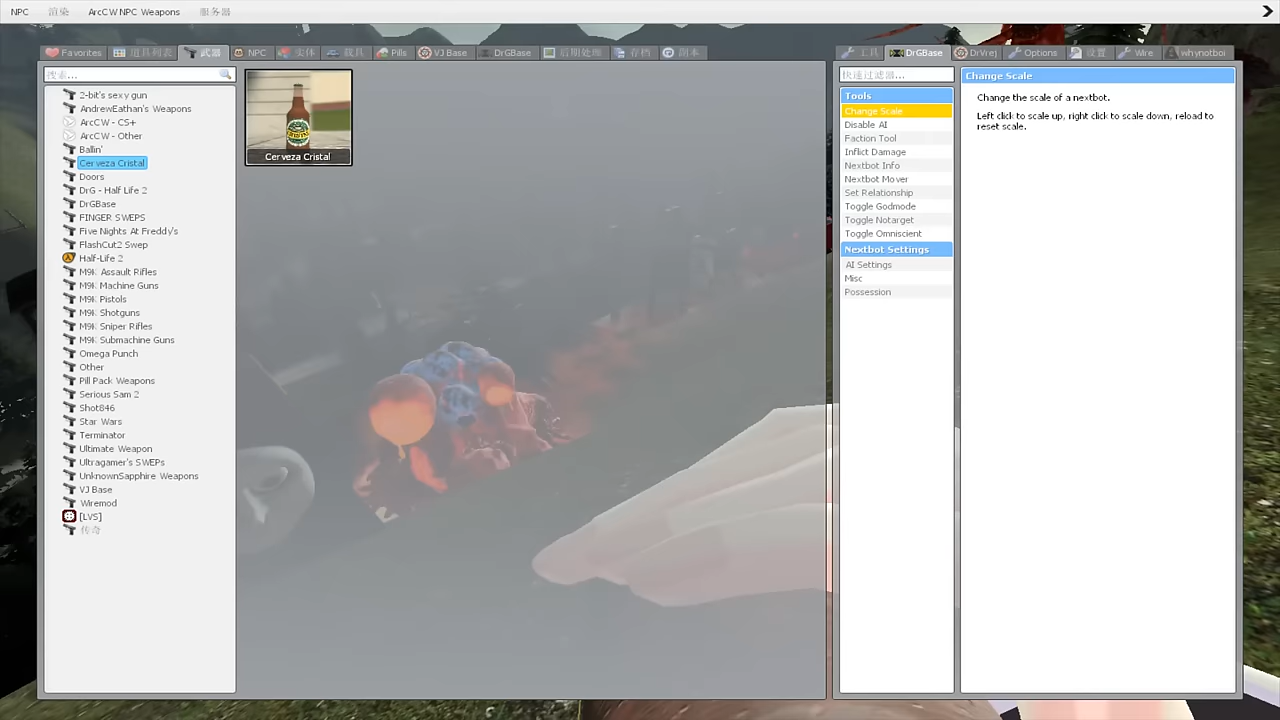 NPC 渲染 ArcCW NPC Weapons 服务器
Favorites 道具列表 武器 NPC 实体 载具 Pills VJ Base DrGBase 后期处理 存档 副本
工具 DrGBase DrVrej Options 设置 Wire whynotboi
搜索...
2-bit's sexy gun
AndrewEathan's Weapons
ArcCW - CS+
ArcCW - Other
Ballin'
Cerveza Cristal
Doors
DrG - Half Life 2
DrGBase
FINGER SWEPS
Five Nights At Freddy's
FlashCut2 Swep
Half-Life 2
M9K Assault Rifles
M9K Machine Guns
M9K Pistols
M9K Shotguns
M9K Sniper Rifles
M9K Submachine Guns
Omega Punch
Other
Pill Pack Weapons
Serious Sam 2
Shot846
Star Wars
Terminator
Ultimate Weapon
Ultragamer's SWEPs
UnknownSapphire Weapons
VJ Base
Wiremod
[LVS]
传奇
Cerveza Cristal
快速过滤器...
Tools
Change Scale
Disable AI
Faction Tool
Inflict Damage
Nextbot Info
Nextbot Mover
Set Relationship
Toggle Godmode
Toggle Notarget
Toggle Omniscient
Nextbot Settings
AI Settings
Misc
Possession
Change Scale
Change the scale of a nextbot.
Left click to scale up, right click to scale down, reload to
reset scale.